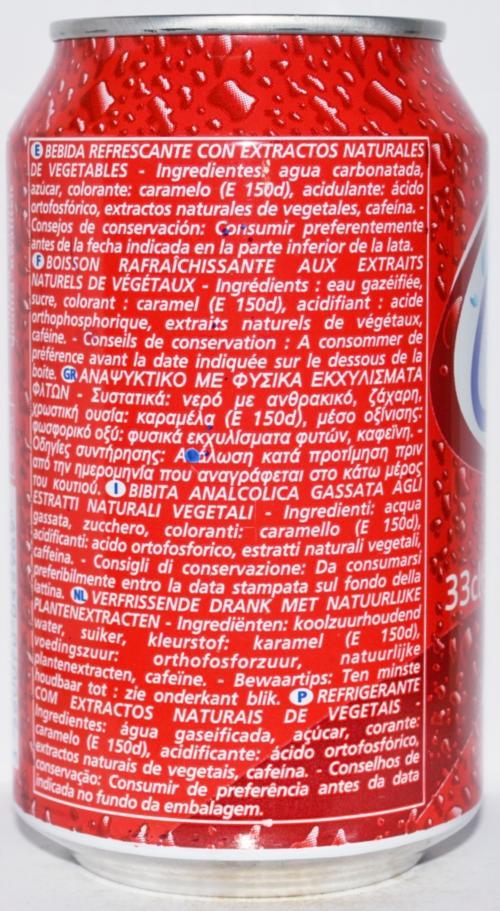 E BEBIDA REFRESCANTE CON EXTRACTOS NATURALES
DE VEGETABLES - Ingredientes: agua carbonatada,
azúcar, colorante: caramelo (E 150d), acidulante: ácido
ortofosfórico, extractos naturales de vegetales, cafeína. -
Consejos de conservación: Consumir preferentemente
antes de la fecha indicada en la parte inferior de la lata.
F BOISSON RAFRAÎCHISSANTE AUX EXTRAITS
NATURELS DE VÉGÉTAUX - Ingrédients : eau gazéifiée,
sucre, colorant : caramel (E 150d), acidifiant : acide
orthophosphorique, extraits naturels de végétaux,
caféine. - Conseils de conservation : A consommer de
préférence avant la date indiquée sur le dessous de la
boite. GR ΑΝΑΨΥΚΤΙΚΟ ΜΕ ΦΥΣΙΚΑ ΕΚΧΥΛΙΣΜΑΤΑ
ΦΛΤΩΝ - Συστατικά: νερό με ανθρακικό, ζάχαρη,
χρωστική ουσία: καραμέλα (E 150d), μέσο οξίνισης:
φωσφορικό οξύ: φυσικά εκχυλίσματα φυτών, καφεΐνη. -
Οδηγίες συντήρησης: Ανάλωση κατά προτίμηση πριν
από την ημερομηνία που αναγράφεται στο κάτω μέρος
του κουτιού. I BIBITA ANALCOLICA GASSATA AGLI
ESTRATTI NATURALI VEGETALI - Ingredienti: acqua
gassata, zucchero, coloranti: caramello (E 150d),
acidificanti: acido ortofosforico, estratti naturali vegetali,
caffeina. - Consigli di conservazione: Da consumarsi
preferibilmente entro la data stampata sul fondo della
lattina. NL VERFRISSENDE DRANK MET NATUURLIJKE
PLANTENEXTRACTEN - Ingrediënten: koolzuurhoudend
water, suiker, kleurstof: karamel (E 150d),
voedingszuur: orthofosforzuur, natuurlijke
plantenextracten, cafeïne. - Bewaartips: Ten minste
houdbaar tot : zie onderkant blik. P REFRIGERANTE
COM EXTRACTOS NATURAIS DE VEGETAIS -
Ingredientes: água gaseificada, açúcar, corante:
caramelo (E 150d), acidificante: ácido ortofosfórico,
extractos naturais de vegetais, cafeína. - Conselhos de
conservação: Consumir de preferência antes da data
indicada no fundo da embalagem.
33cl